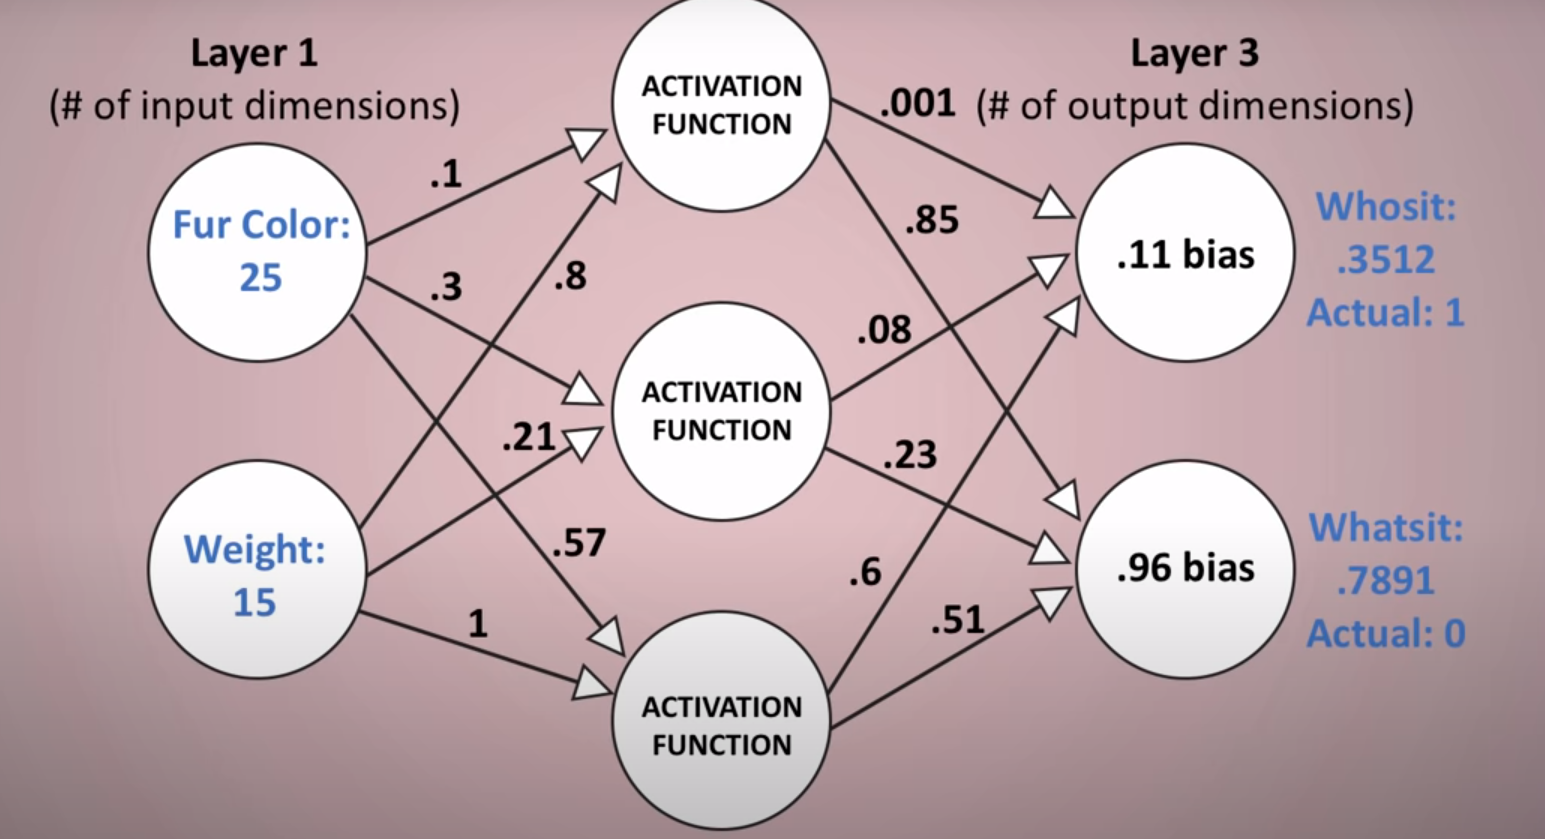 Layer 1
(# of input dimensions)
Fur Color:
25
Weight:
15
.1
.3
.8
.21
.57
1
ACTIVATION
FUNCTION
ACTIVATION
FUNCTION
ACTIVATION
FUNCTION
.001
.85
.08
.23
.6
.51
Layer 3
(# of output dimensions)
.11 bias
.96 bias
Whosit:
.3512
Actual: 1
Whatsit:
.7891
Actual: 0